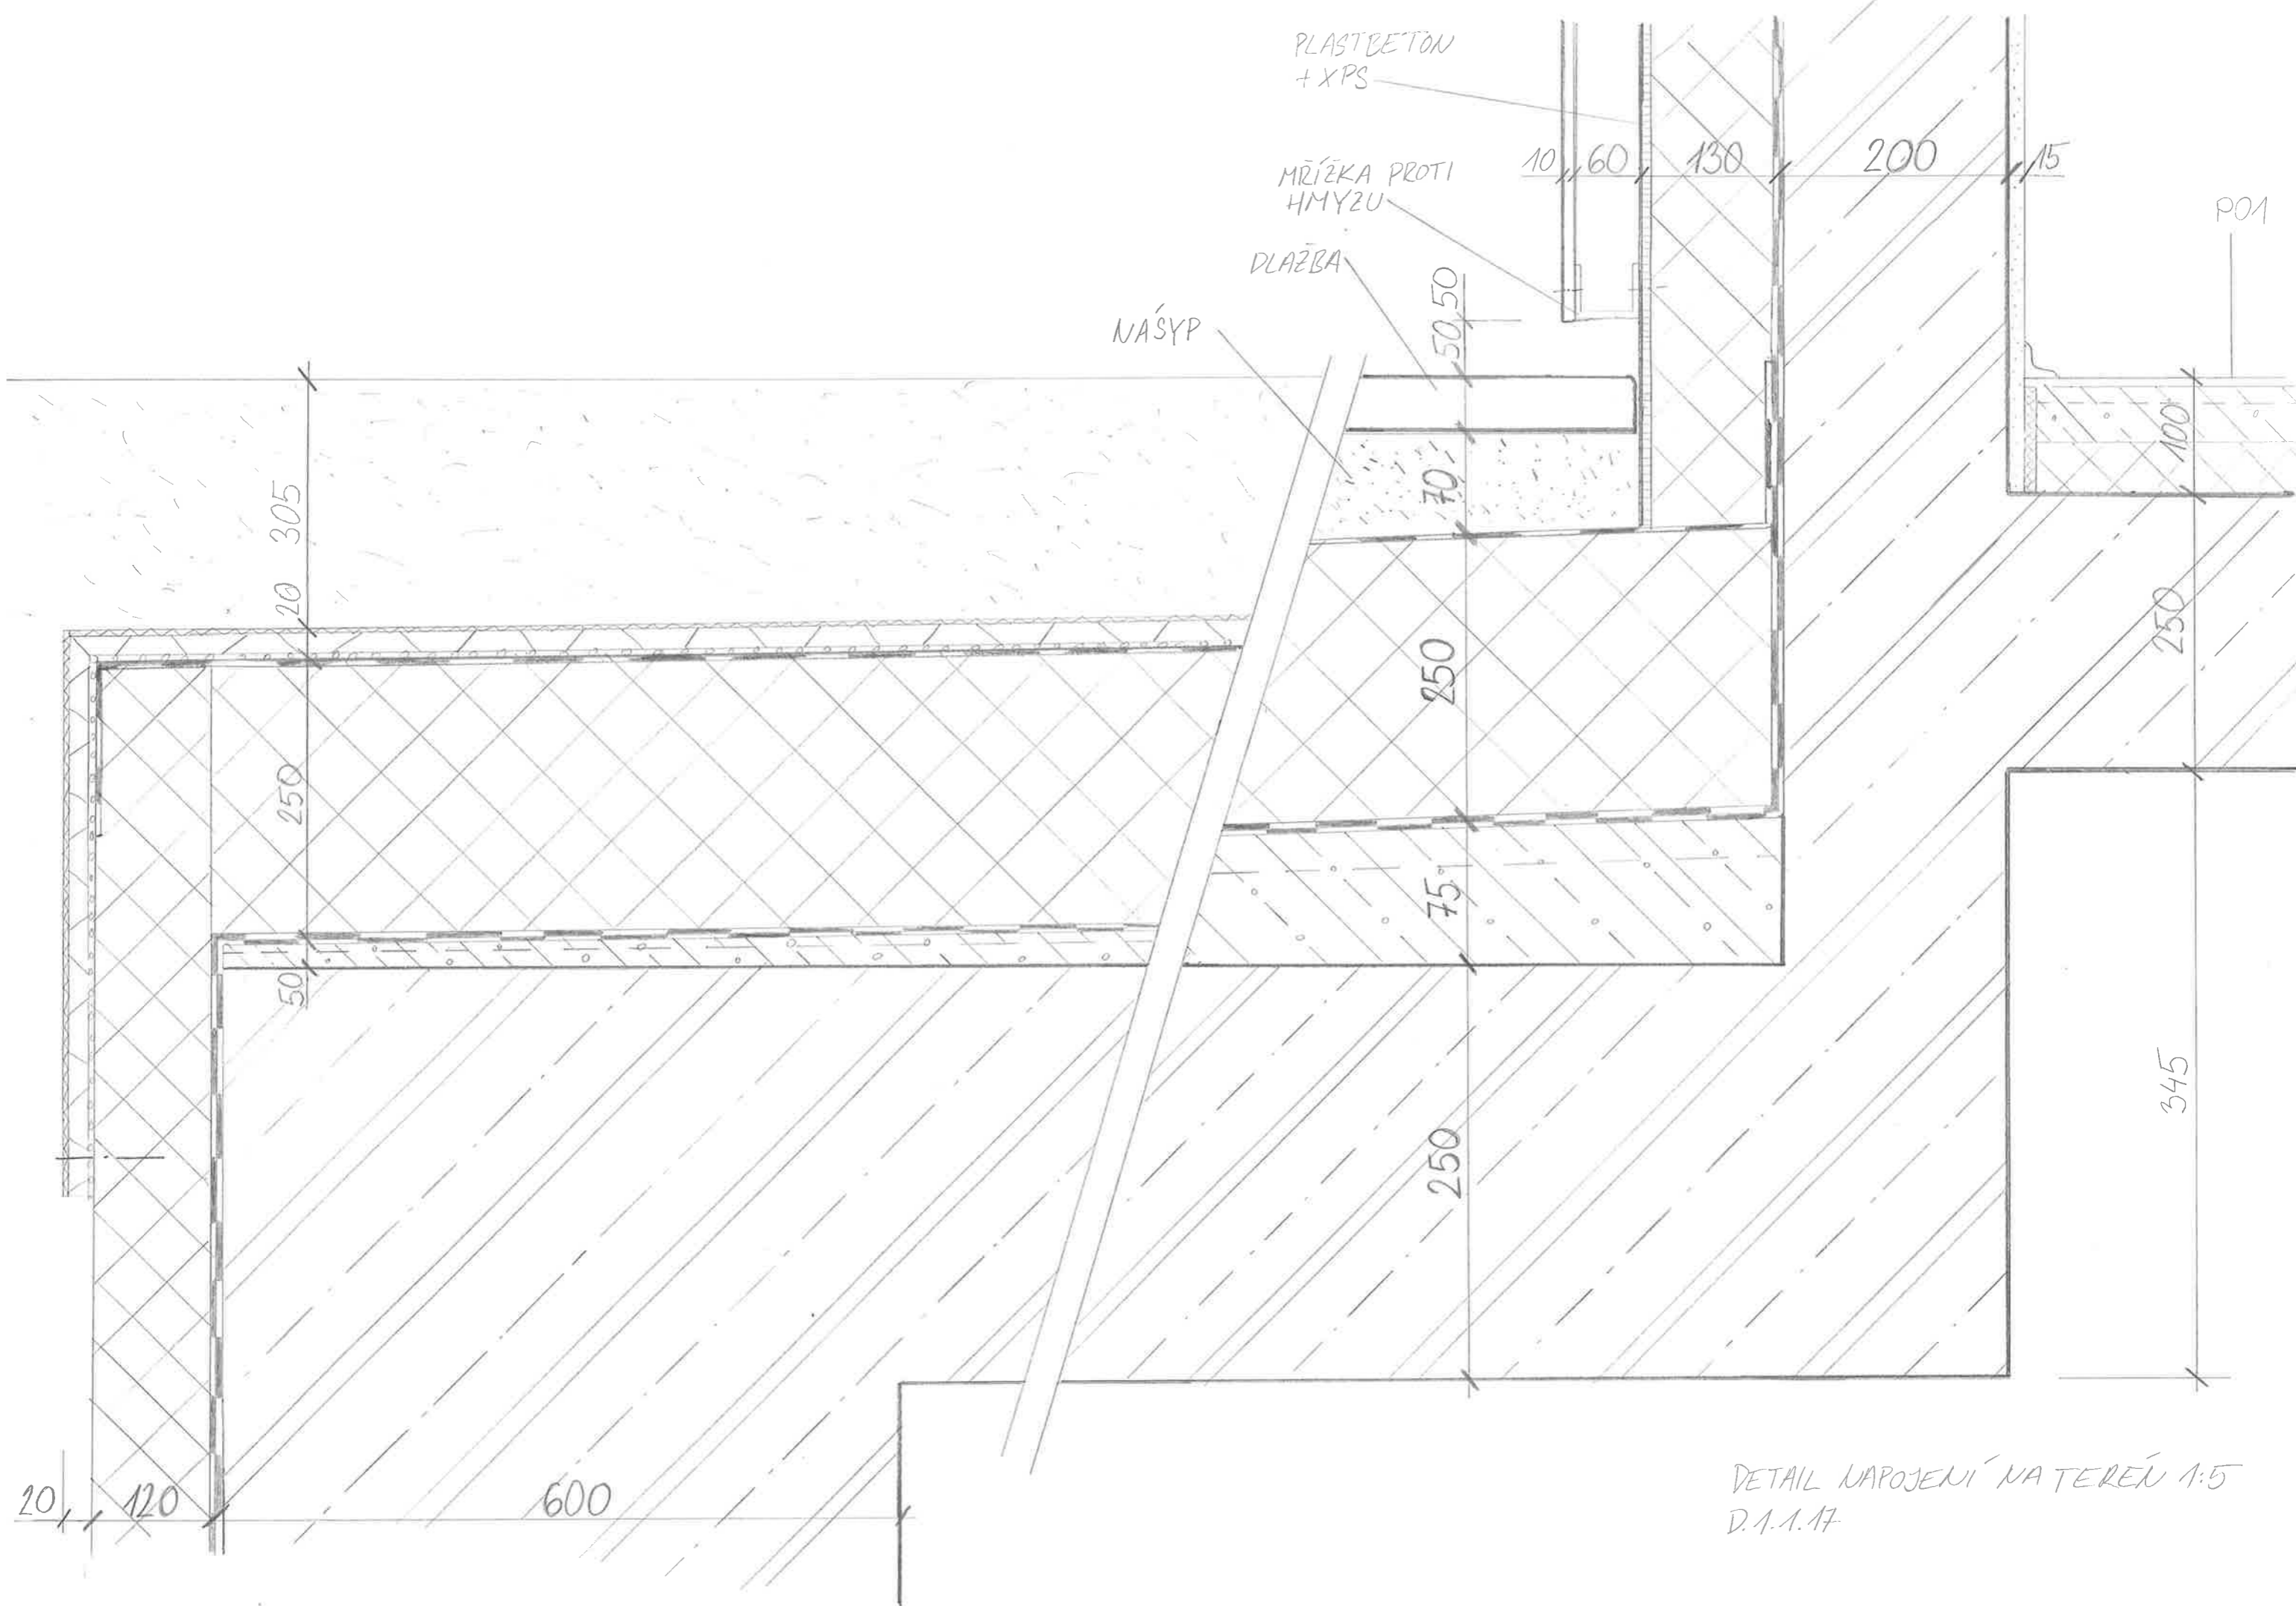 PLASTBETON
+ XPS
MŘÍŽKA PROTI
HMYZU
DLAŽBA
NÁSYP
10 60 130 200 15
P01
50 50
70
250
75
250
305
20
250
50
100
250
345
20 120 600
DETAIL NAPOJENÍ NA TERÉN 1:5
D.1.1.17